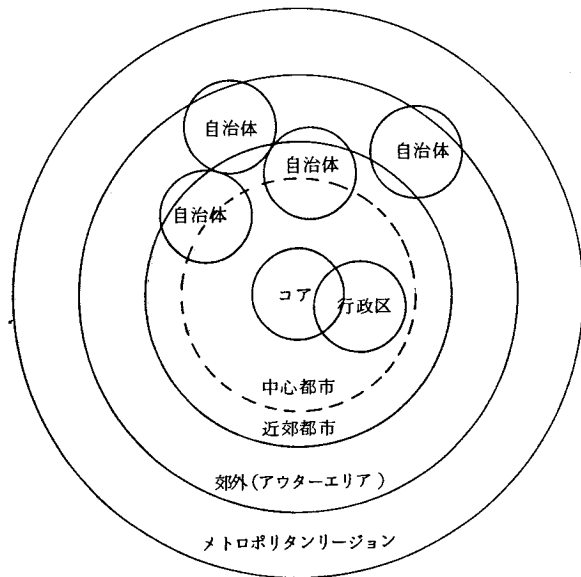 自治体
自治体
自治体
自治体
コア
行政区
中心都市
近郊都市
郊外(アウターエリア)
メトロポリタンリージョン